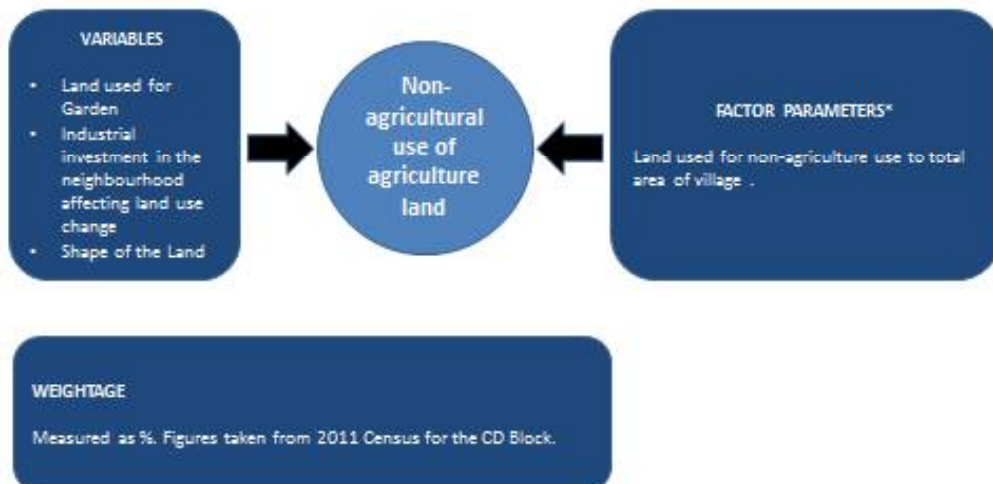 VARIABLES
• Land used for
Garden
• Industrial
investment in the
neighbourhood
affecting land use
change
• Shape of the Land
Non-
agricultural
use of
agriculture
land
FACTOR PARAMETERS*
Land used for non-agriculture use to total
area of village .
WEIGHTAGE
Measured as %. Figures taken from 2011 Census for the CD Block.